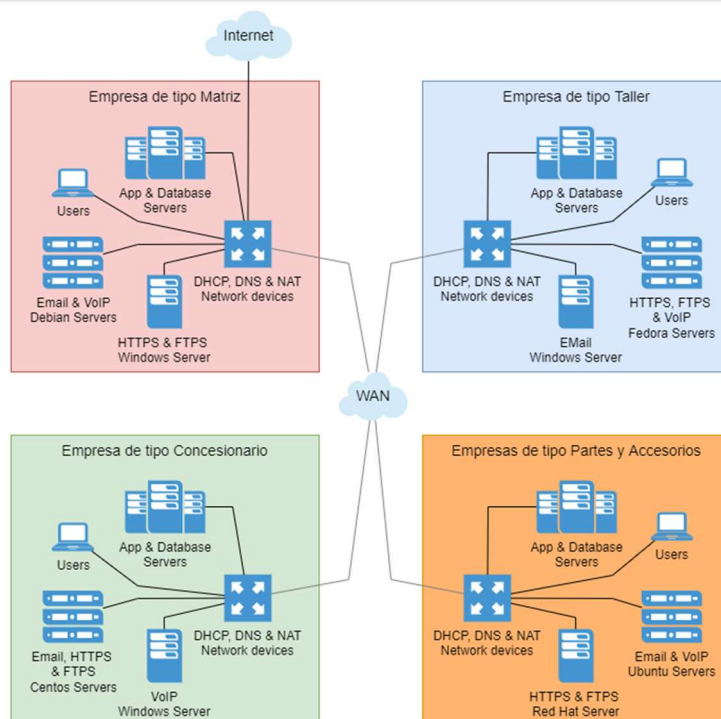 Internet
Empresa de tipo Matriz
App & Database
Servers
Users
Email & VoIP
Debian Servers
DHCP, DNS & NAT
Network devices
HTTPS & FTPS
Windows Server
Empresa de tipo Taller
App & Database
Servers
Users
DHCP, DNS & NAT
Network devices
HTTPS, FTPS
& VoIP
Fedora Servers
EMail
Windows Server
WAN
Empresa de tipo Concesionario
App & Database
Servers
Users
Email, HTTPS
& FTPS
Centos Servers
DHCP, DNS & NAT
Network devices
VoIP
Windows Server
Empresas de tipo Partes y Accesorios
App & Database
Servers
Users
DHCP, DNS & NAT
Network devices
Email & VoIP
Ubuntu Servers
HTTPS & FTPS
Red Hat Server